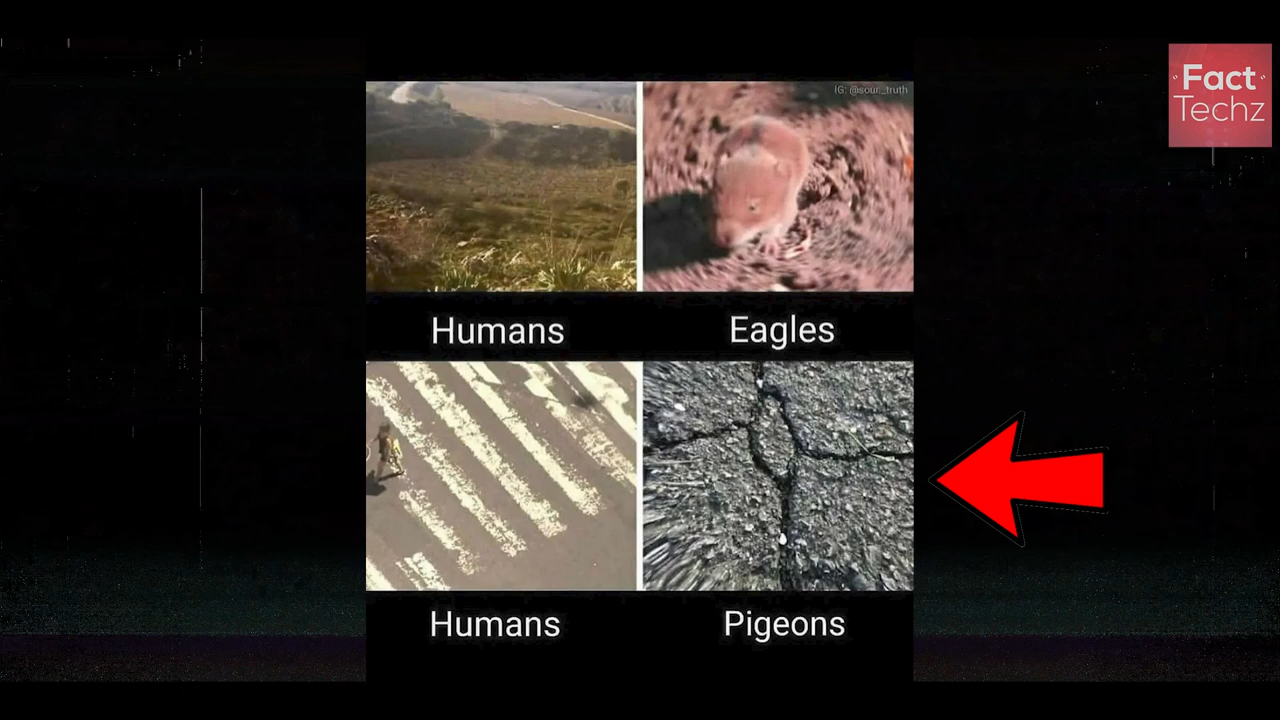 Fact
Techz
IG: @sour_truth
Humans
Eagles
Humans
Pigeons